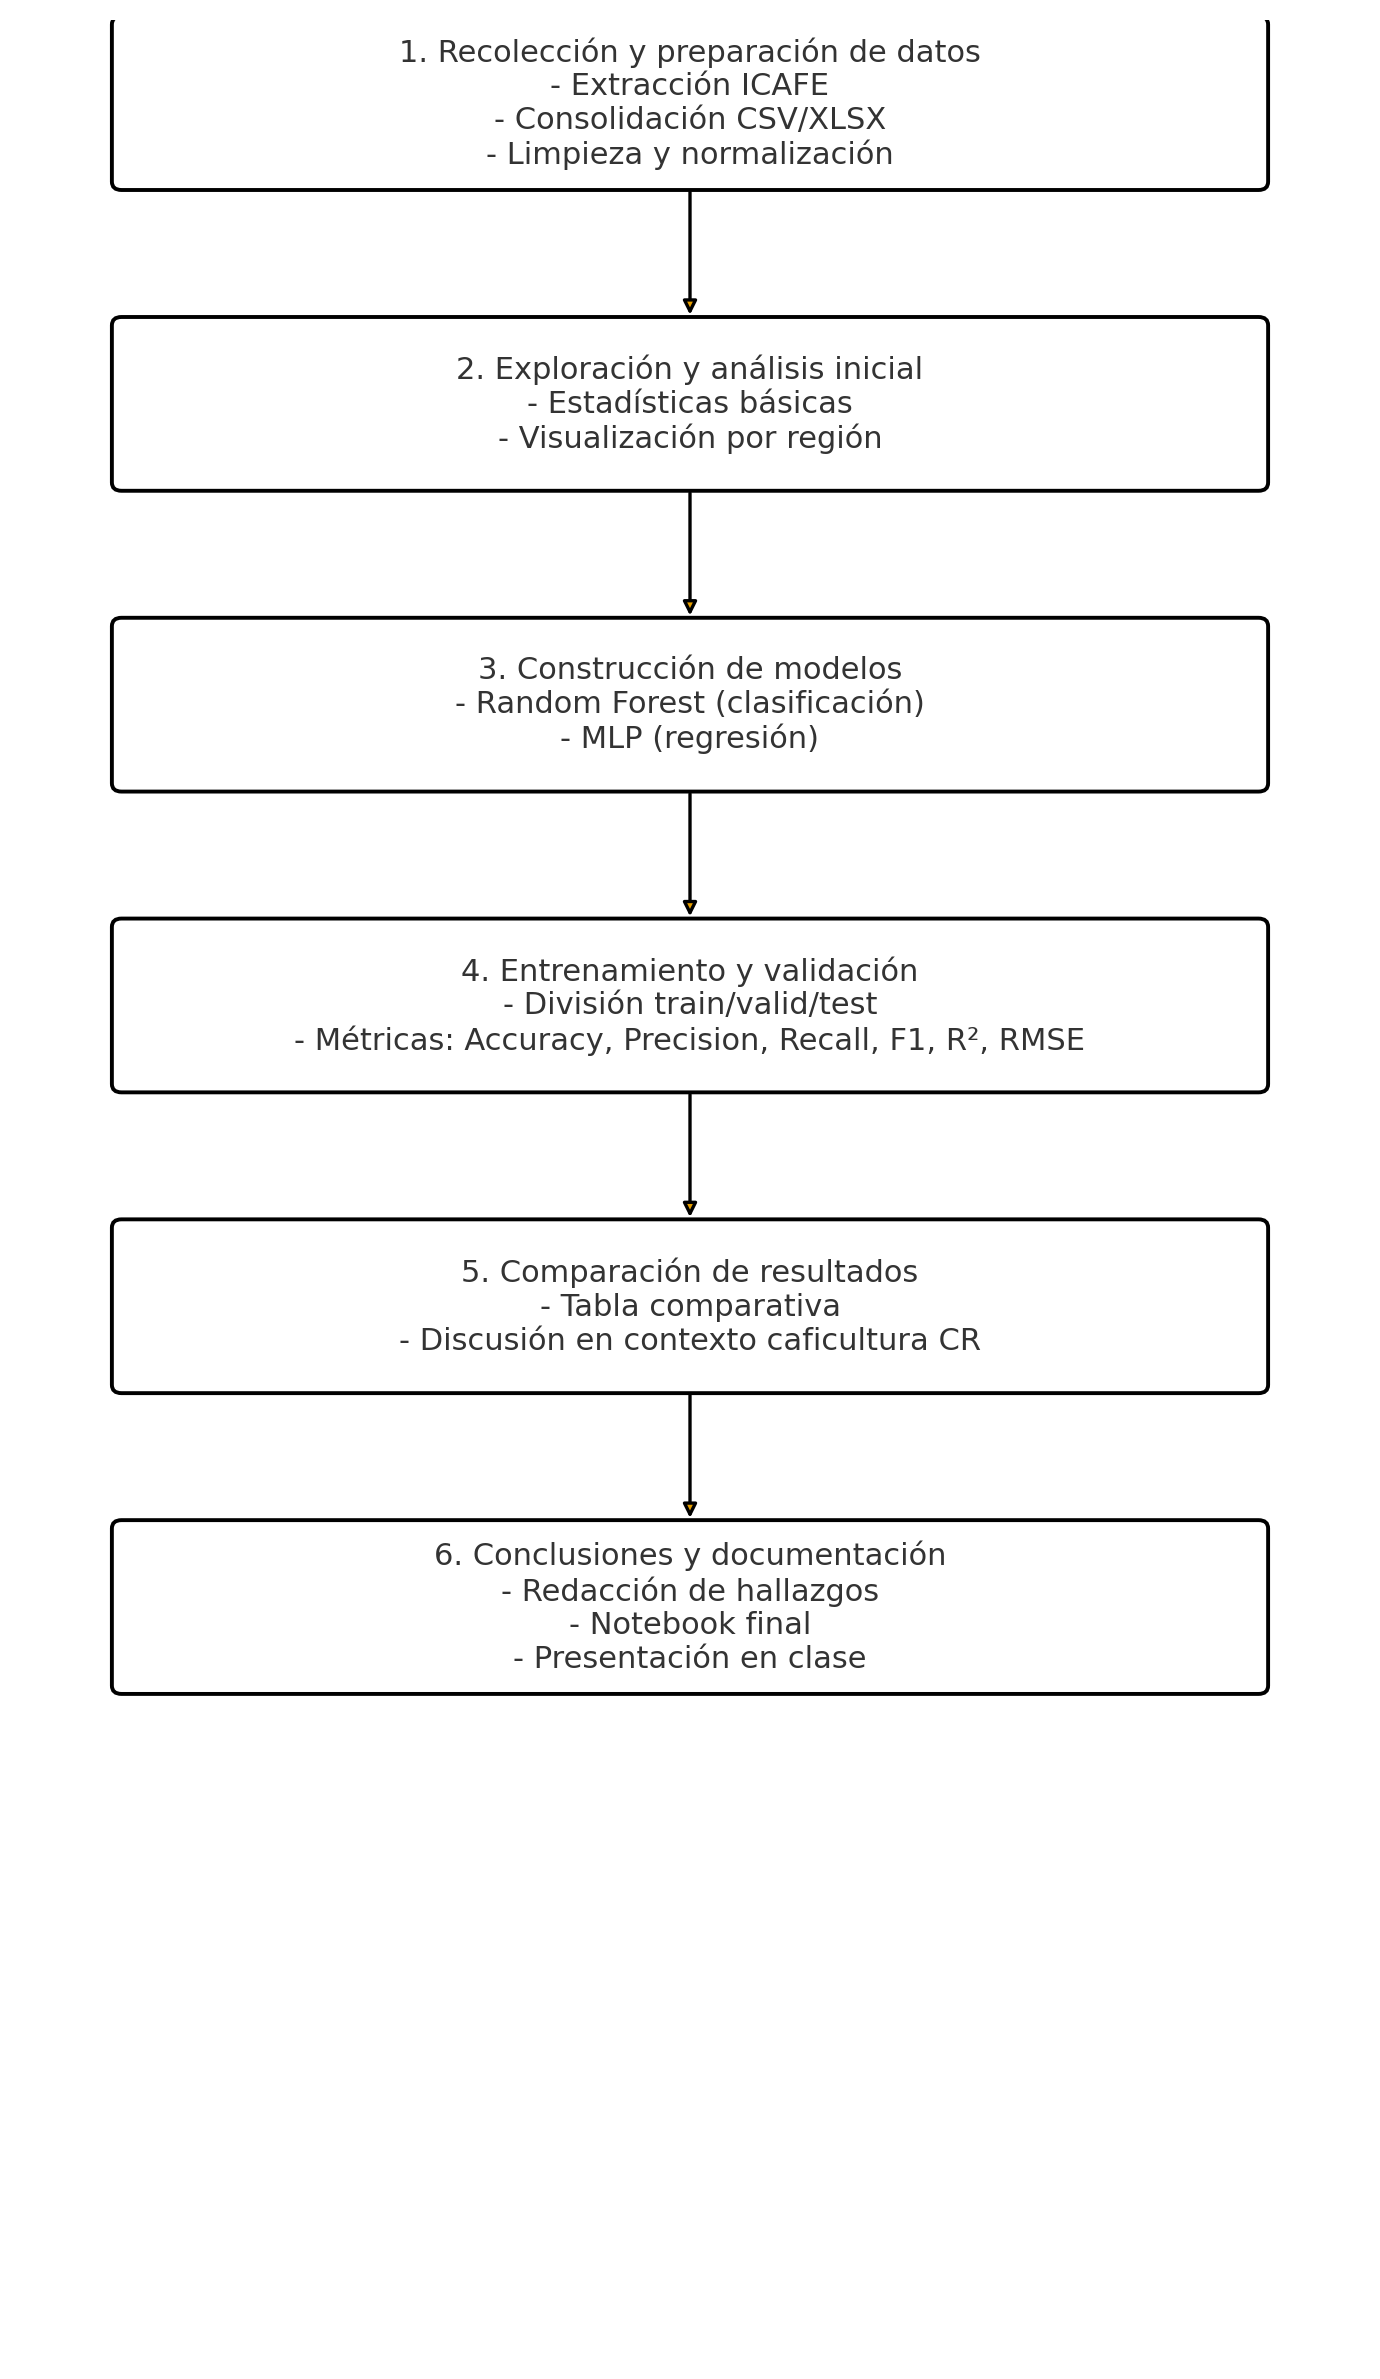 1. Recolección y preparación de datos
- Extracción ICAFE
- Consolidación CSV/XLSX
- Limpieza y normalización
2. Exploración y análisis inicial
- Estadísticas básicas
- Visualización por región
3. Construcción de modelos
- Random Forest (clasificación)
- MLP (regresión)
4. Entrenamiento y validación
- División train/valid/test
- Métricas: Accuracy, Precision, Recall, F1, R², RMSE
5. Comparación de resultados
- Tabla comparativa
- Discusión en contexto caficultura CR
6. Conclusiones y documentación
- Redacción de hallazgos
- Notebook final
- Presentación en clase